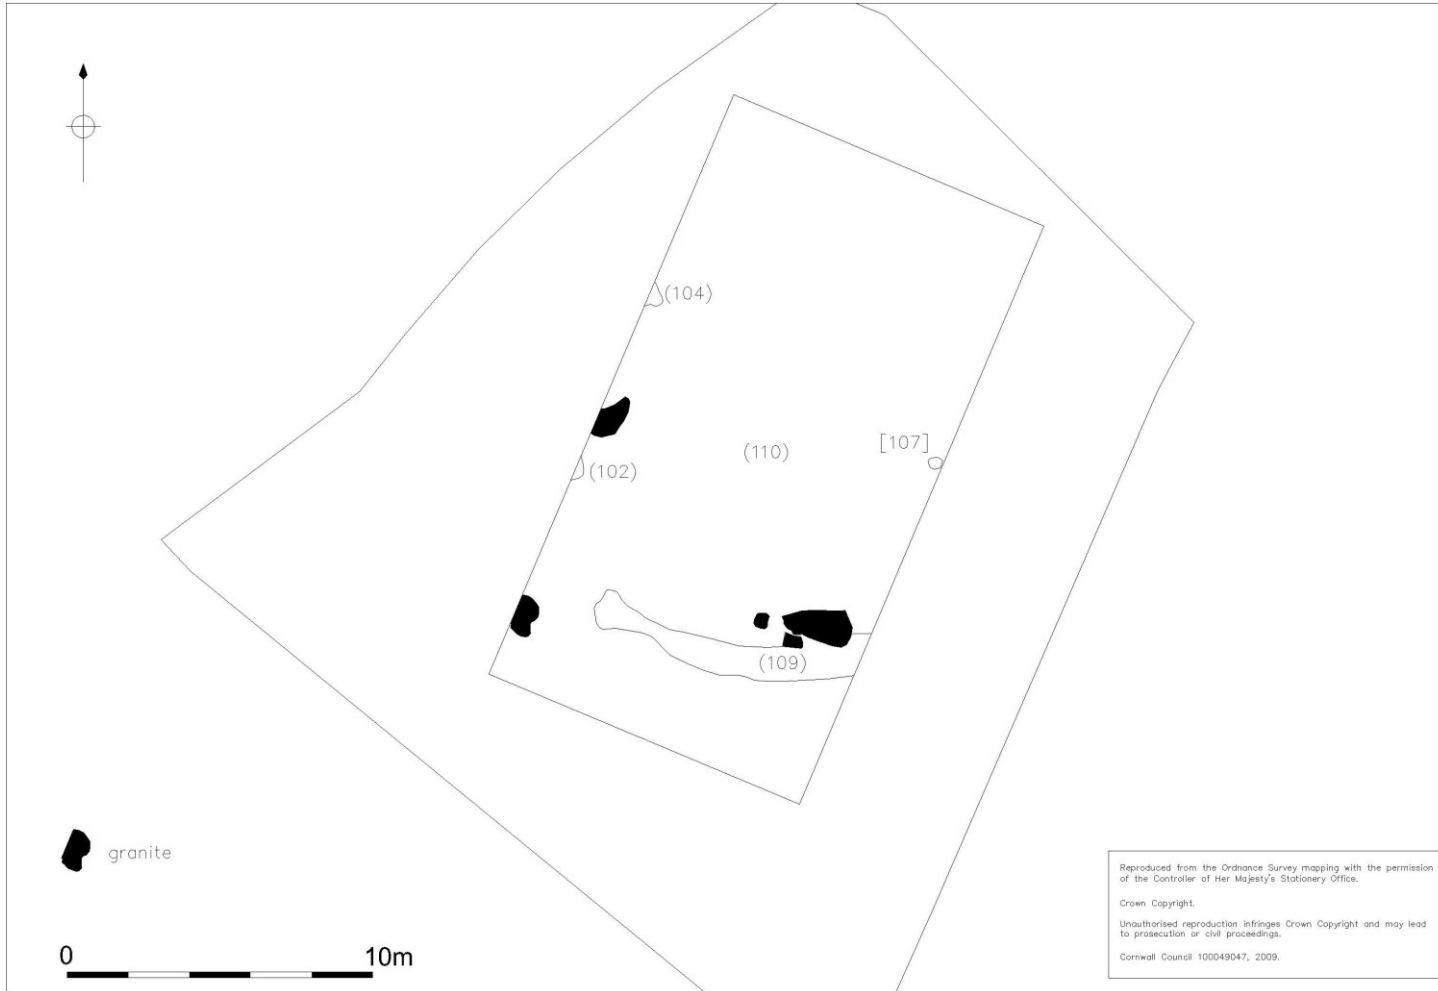 (104)
[107]
(110)
(102)
(109)
granite
0 10m
Reproduced from the Ordnance Survey mapping with the permission
of the Controller of Her Majesty's Stationery Office.
Crown Copyright.
Unauthorised reproduction infringes Crown Copyright and may lead
to prosecution or civil proceedings.
Cornwall Council 100049047, 2009.